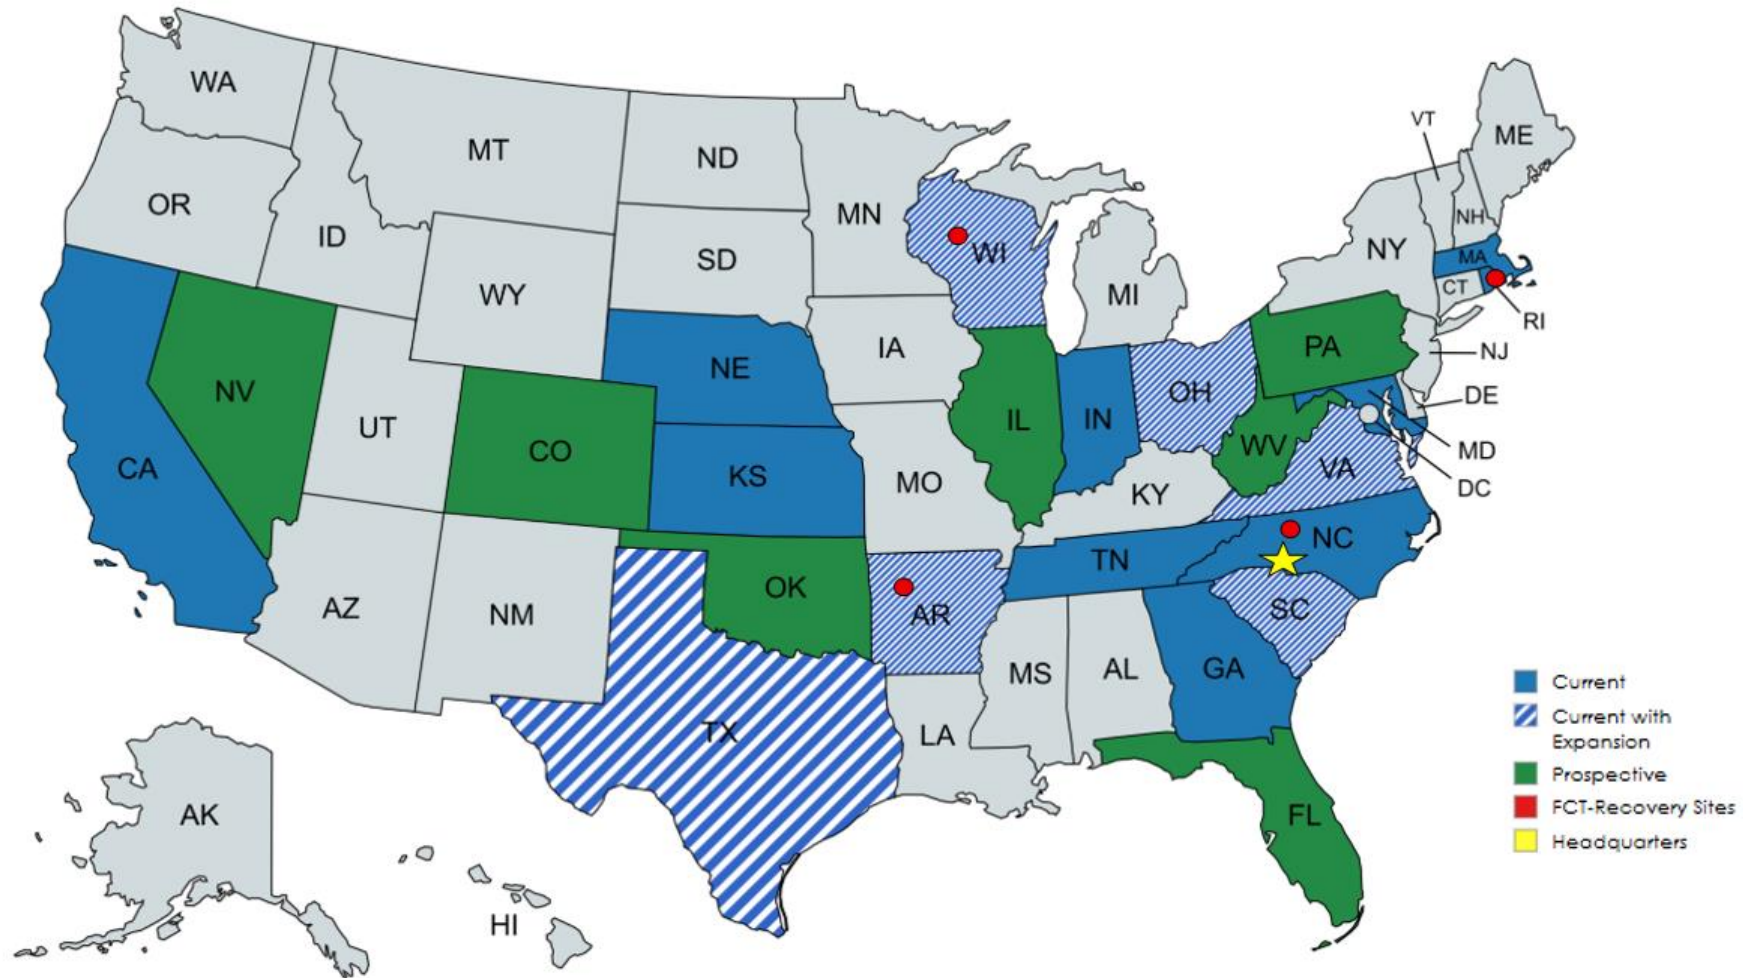 WA
MT
ND
MN
VT
ME
OR
ID
SD
WI
NH
NY
MA
WY
MI
CT
RI
IA
NE
PA
NJ
NV
OH
DE
UT
CO
IL
IN
MD
CA
KS
MO
WV
VA
DC
KY
NC
TN
OK
AZ
NM
AR
SC
MS
AL
GA
TX
LA
AK
FL
HI
Current
Current with
Expansion
Prospective
FCT-Recovery Sites
Headquarters